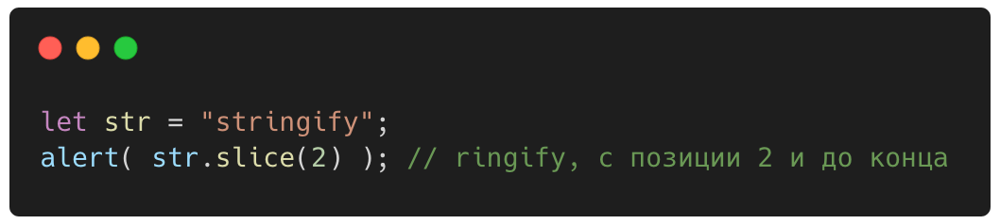 let str = "stringify";
alert( str.slice(2) ); // ringify, с позиции 2 и до конца